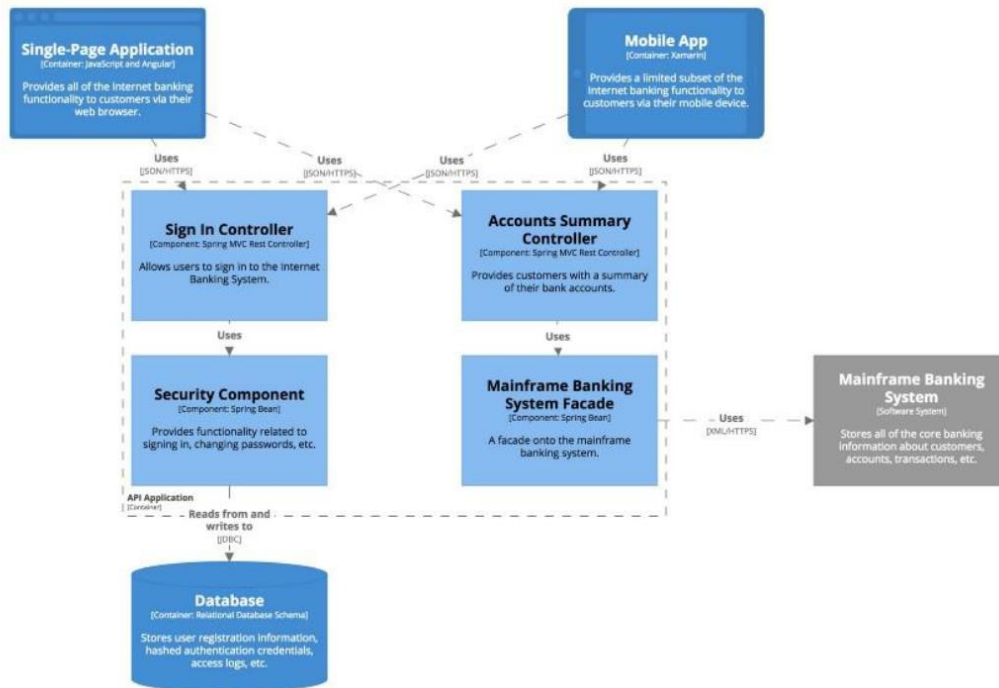 Single-Page Application
[Container: JavaScript and Angular]
Provides all of the Internet banking
functionality to customers via their
web browser.
Mobile App
[Container: Xamarin]
Provides a limited subset of the
Internet banking functionality to
customers via their mobile device.
Uses
[JSON/HTTPS]
Uses
[JSON/HTTPS]
Uses
[JSON/HTTPS]
Uses
[JSON/HTTPS]
Sign In Controller
[Component: Spring MVC Rest Controller]
Allows users to sign in to the Internet
Banking System.
Accounts Summary
Controller
[Component: Spring MVC Rest Controller]
Provides customers with a summary
of their bank accounts.
Uses
Uses
Security Component
[Component: Spring Bean]
Provides functionality related to
signing in, changing passwords, etc.
Mainframe Banking
System Facade
[Component: Spring Bean]
A facade onto the mainframe
banking system.
Uses
[XML/HTTPS]
Mainframe Banking
System
[Software System]
Stores all of the core banking
information about customers,
accounts, transactions, etc.
API Application
[Container]
Reads from and
writes to
[JDBC]
Database
[Container: Relational Database Schema]
Stores user registration information,
hashed authentication credentials,
access logs, etc.